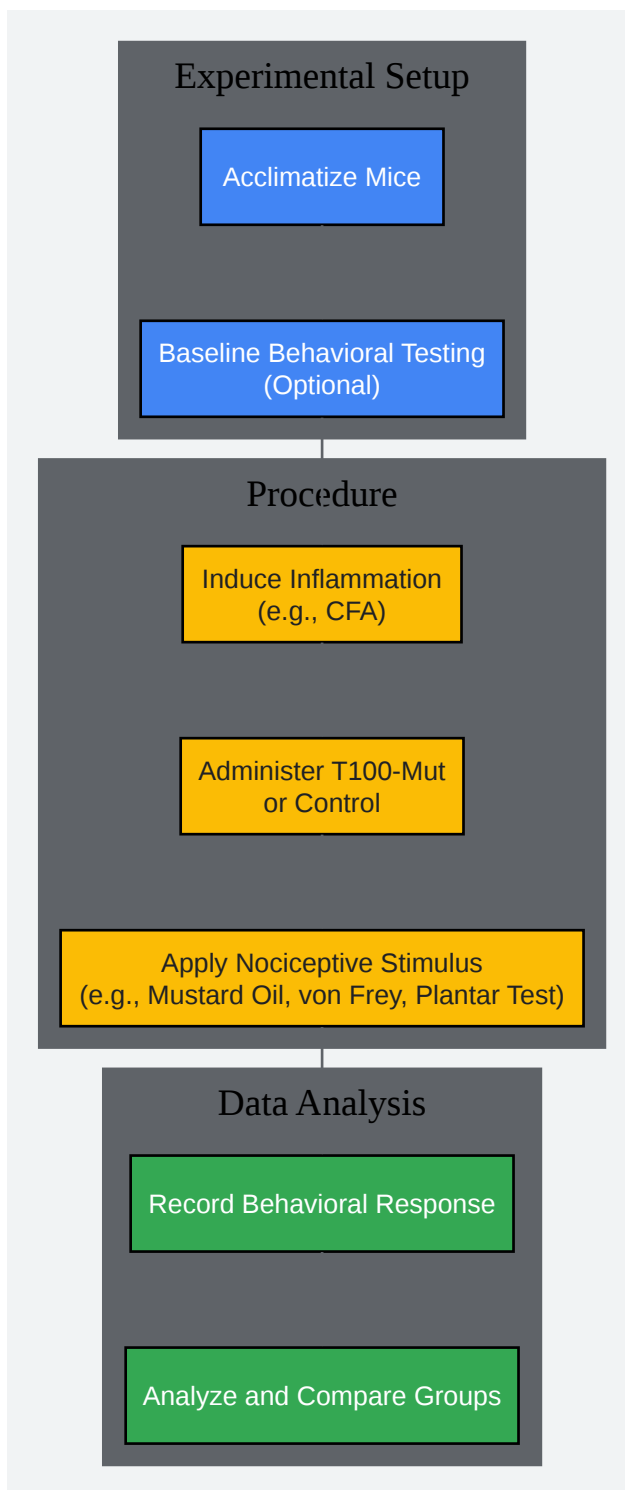 Experimental Setup
Acclimatize Mice
Baseline Behavioral Testing
(Optional)
Procedure
Induce Inflammation
(e.g., CFA)
Administer T100-Mut
or Control
Apply Nociceptive Stimulus
(e.g., Mustard Oil, von Frey, Plantar Test)
Data Analysis
Record Behavioral Response
Analyze and Compare Groups